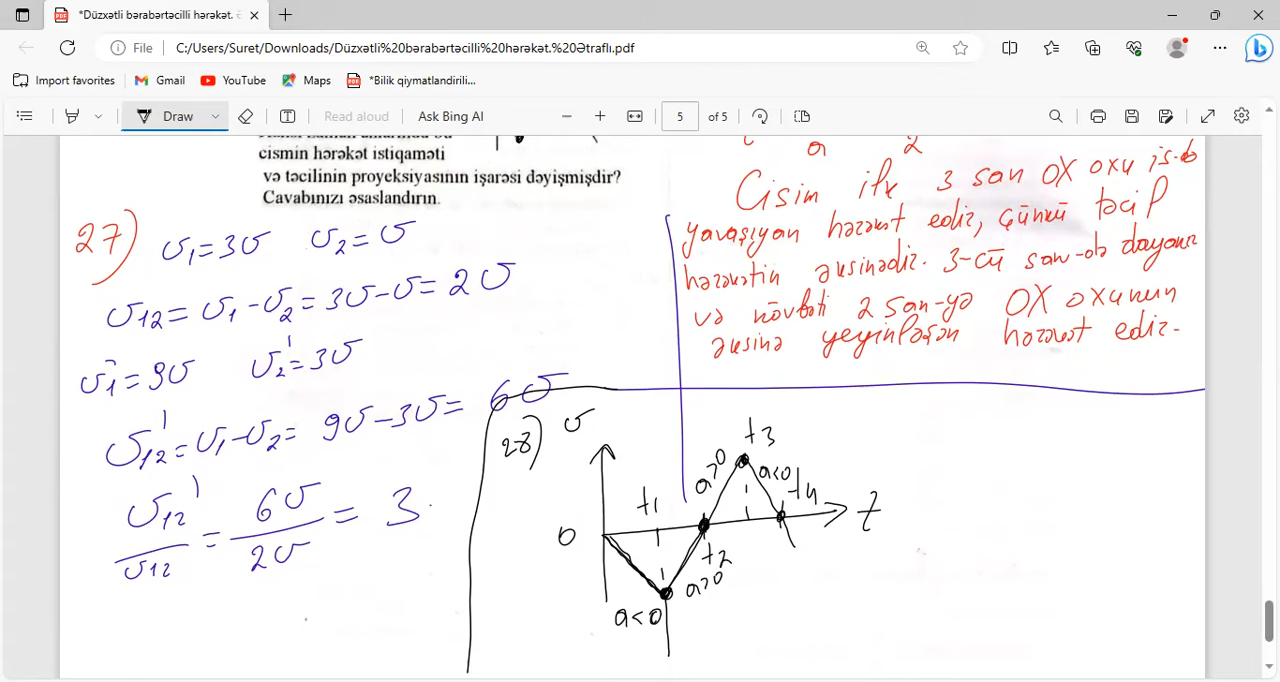 *Düzxətli bərabərtəcilli hərəkət.
File
C:/Users/Suret/Downloads/Düzxətli%20bərabərtəcilli%20hərəkət.%20Ətraflı.pdf
Import favorites
Gmail
YouTube
Maps
*Bilik qiymatlandirili...
Draw
Read aloud
Ask Bing AI
5
of 5
cismin hərəkət istiqaməti
və təcilinin proyeksiyasının işarəsi dəyişmişdir?
Cavabınızı əsaslandırın.
a 2
Cisim ilk 3 san OX oxu is-də
yavaşıyan hərəkət edir, çünki təcil
hərəkətin əksinədir. 3-cü san-də dayanır
və növbəti 2 san-yə OX oxunun
əksinə yeyinləşən hərəkət edir.
27)
υ1=3υ υ2=υ
υ12=υ1-υ2=3υ-υ=2υ
υ1'=9υ υ2'=3υ
υ12'=υ1-υ2= 9υ-3υ= 6υ
υ12'/υ12 = 6υ/2υ = 3
28)
υ
t3
a>0
a<0
t1
t4
t
0
t2
a>0
a<0